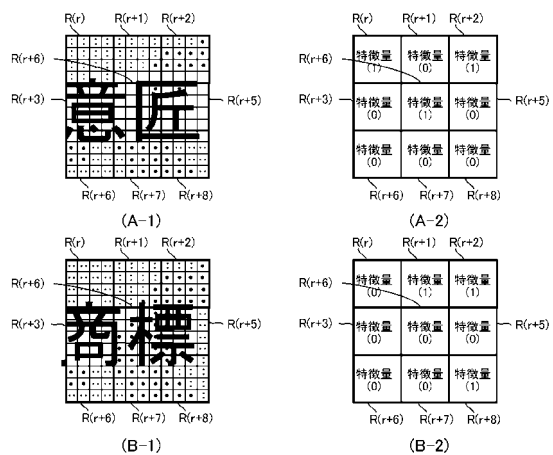 R(r) R(r+1) R(r+2)
R(r+6)
R(r+3) 意匠 R(r+5)
R(r+6) R(r+7) R(r+8)
(A-1)
R(r) R(r+1) R(r+2)
R(r+6)
特徴量 特徴量 特徴量
(1) (0) (1)
R(r+3) R(r+5)
特徴量 特徴量 特徴量
(0) (1) (0)
特徴量 特徴量 特徴量
(0) (0) (0)
R(r+6) R(r+7) R(r+8)
(A-2)
R(r) R(r+1) R(r+2)
R(r+6)
R(r+3) 商標 R(r+5)
R(r+6) R(r+7) R(r+8)
(B-1)
R(r) R(r+1) R(r+2)
R(r+6)
特徴量 特徴量 特徴量
(0) (1) (1)
R(r+3) R(r+5)
特徴量 特徴量 特徴量
(0) (0) (0)
特徴量 特徴量 特徴量
(0) (0) (1)
R(r+6) R(r+7) R(r+8)
(B-2)